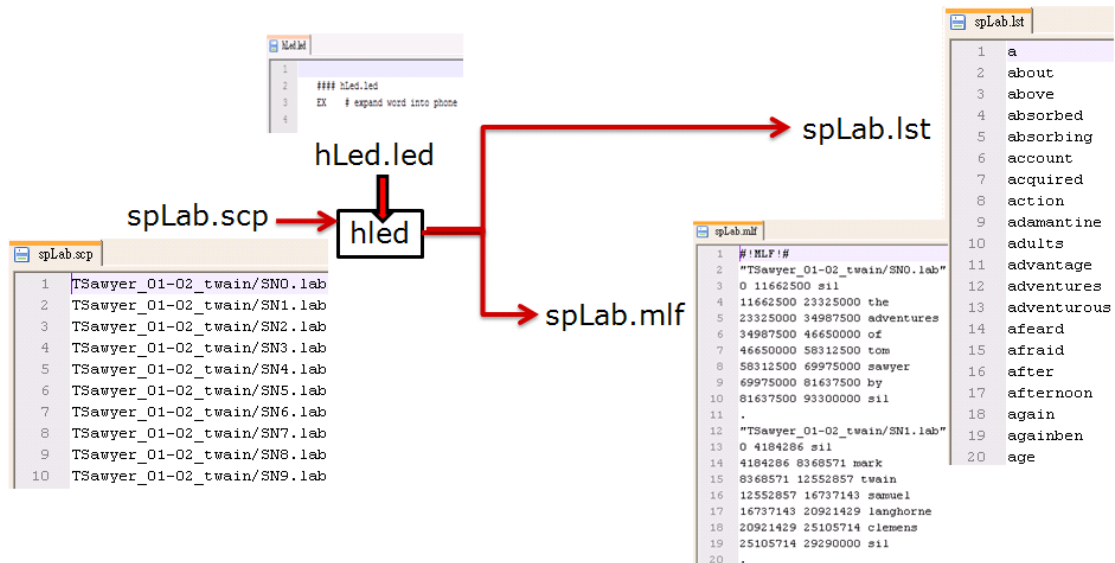 hLed.led
1
2 #### hLed.led
3 EX # expand word into phone
4
hLed.led
spLab.scp
hled
spLab.lst
spLab.mlf
spLab.scp
1 TSawyer_01-02_twain/SN0.lab
2 TSawyer_01-02_twain/SN1.lab
3 TSawyer_01-02_twain/SN2.lab
4 TSawyer_01-02_twain/SN3.lab
5 TSawyer_01-02_twain/SN4.lab
6 TSawyer_01-02_twain/SN5.lab
7 TSawyer_01-02_twain/SN6.lab
8 TSawyer_01-02_twain/SN7.lab
9 TSawyer_01-02_twain/SN8.lab
10 TSawyer_01-02_twain/SN9.lab
spLab.mlf
1 #!MLF!#
2 "TSawyer_01-02_twain/SN0.lab"
3 0 11662500 sil
4 11662500 23325000 the
5 23325000 34987500 adventures
6 34987500 46650000 of
7 46650000 58312500 tom
8 58312500 69975000 sawyer
9 69975000 81637500 by
10 81637500 93300000 sil
11 .
12 "TSawyer_01-02_twain/SN1.lab"
13 0 4184286 sil
14 4184286 8368571 mark
15 8368571 12552857 twain
16 12552857 16737143 samuel
17 16737143 20921429 langhorne
18 20921429 25105714 clemens
19 25105714 29290000 sil
20 .
spLab.lst
1 a
2 about
3 above
4 absorbed
5 absorbing
6 account
7 acquired
8 action
9 adamantine
10 adults
11 advantage
12 adventures
13 adventurous
14 afeard
15 afraid
16 after
17 afternoon
18 again
19 againben
20 age